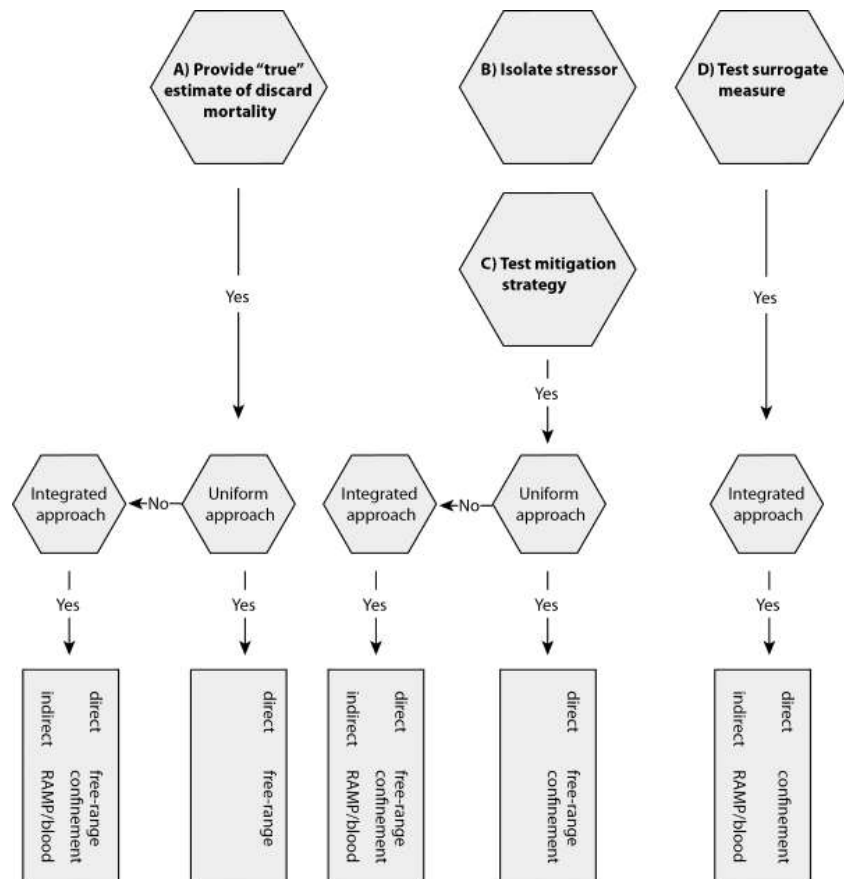 A) Provide “true”
estimate of discard
mortality
B) Isolate stressor
D) Test surrogate
measure
C) Test mitigation
strategy
Yes
Yes
Yes
Integrated
approach
No
Uniform
approach
Integrated
approach
No
Uniform
approach
Integrated
approach
Yes
Yes
Yes
Yes
Yes
direct free-range
confinement
indirect RAMP/blood
direct free-range
direct free-range
confinement
indirect RAMP/blood
direct free-range
confinement
direct confinement
indirect RAMP/blood